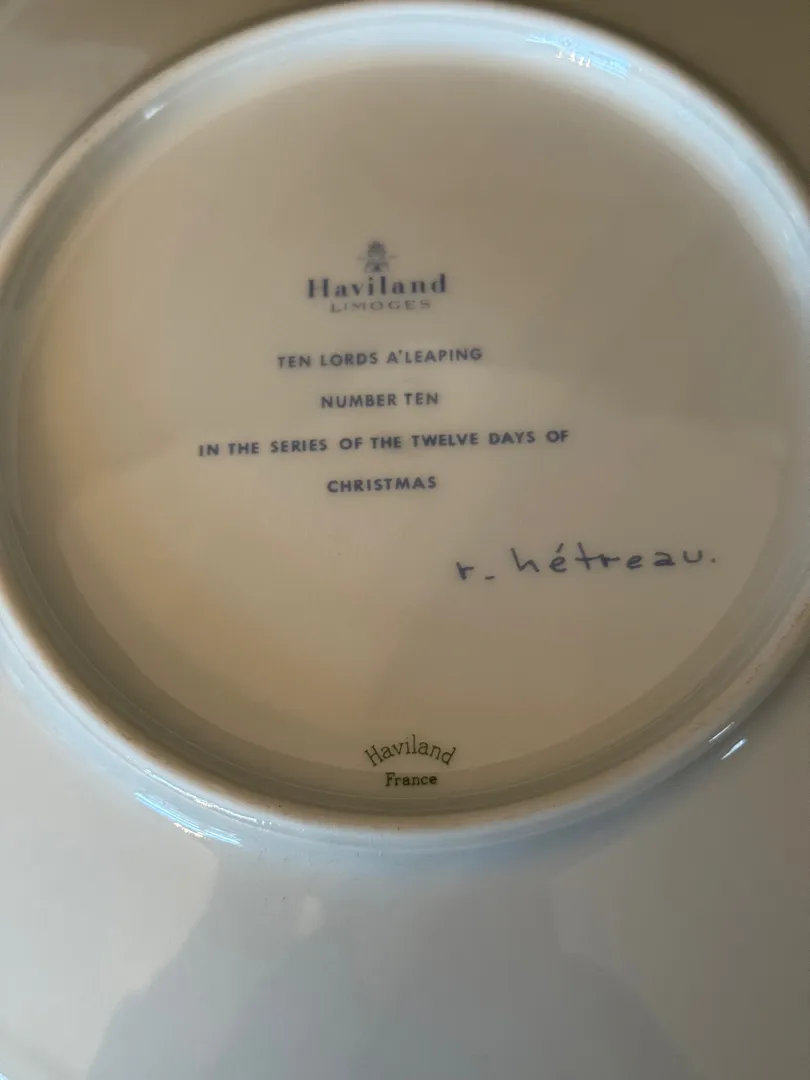 Haviland
LIMOGES
TEN LORDS A'LEAPING
NUMBER TEN
IN THE SERIES OF THE TWELVE DAYS OF
CHRISTMAS
r. hétreau.
Haviland
France